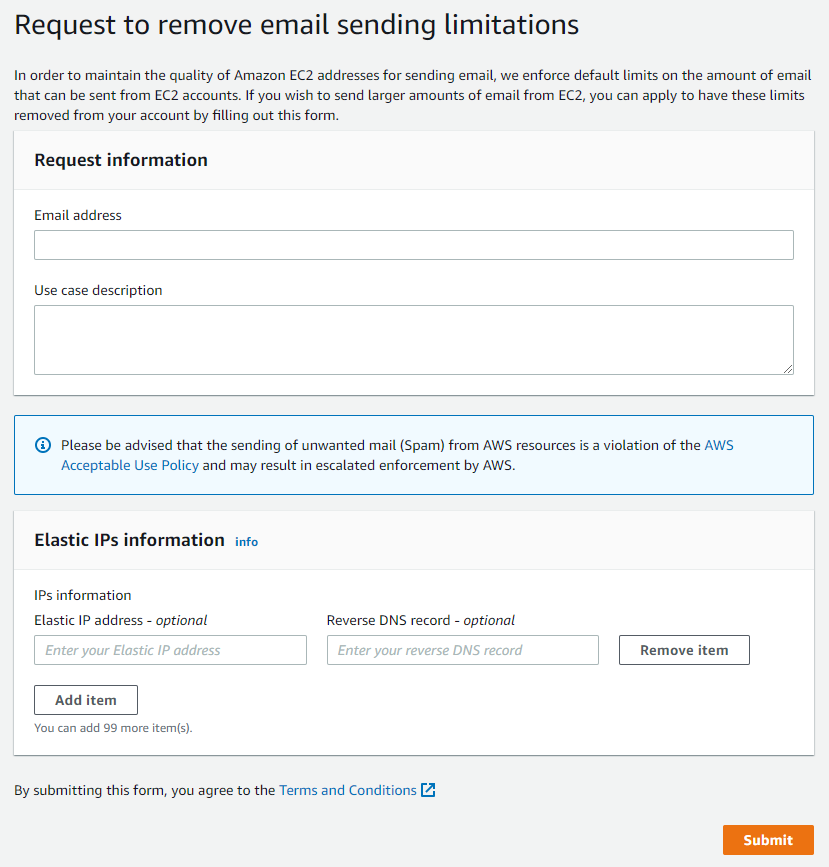 Request to remove email sending limitations
In order to maintain the quality of Amazon EC2 addresses for sending email, we enforce default limits on the amount of email
that can be sent from EC2 accounts. If you wish to send larger amounts of email from EC2, you can apply to have these limits
removed from your account by filling out this form.
Request information
Email address
Use case description
Please be advised that the sending of unwanted mail (Spam) from AWS resources is a violation of the AWS
Acceptable Use Policy and may result in escalated enforcement by AWS.
Elastic IPs information info
IPs information
Elastic IP address - optional Reverse DNS record - optional
Enter your Elastic IP address Enter your reverse DNS record Remove item
Add item
You can add 99 more item(s).
By submitting this form, you agree to the Terms and Conditions
Submit